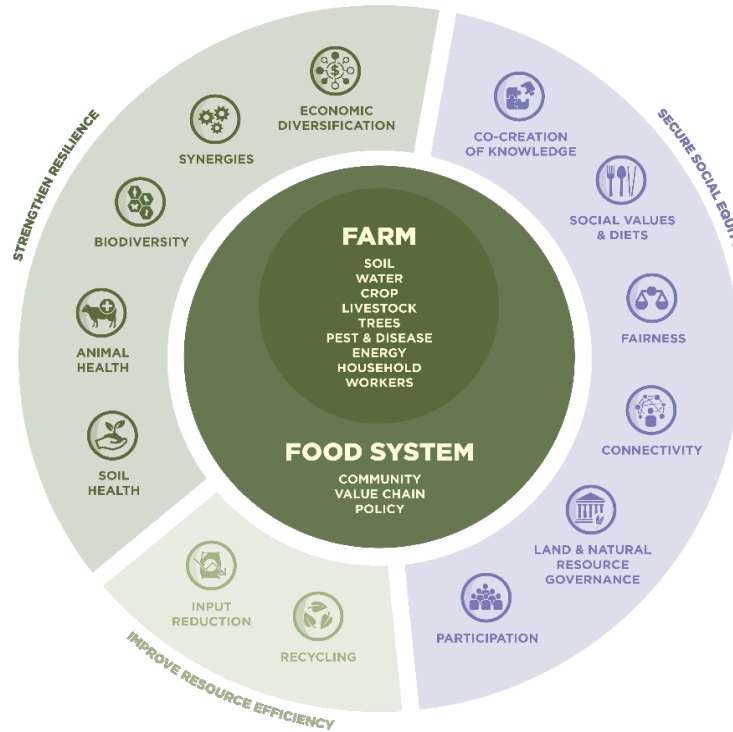 STRENGTHEN RESILIENCE
ECONOMIC
DIVERSIFICATION
SYNERGIES
BIODIVERSITY
ANIMAL
HEALTH
SOIL
HEALTH
SECURE SOCIAL
CO-CREATION
OF KNOWLEDGE
SOCIAL VALUES
& DIETS
FAIRNESS
CONNECTIVITY
LAND & NATURAL
RESOURCE
GOVERNANCE
PARTICIPATION
IMPROVE RESOURCE EFFICIENCY
INPUT
REDUCTION
RECYCLING
FARM
SOIL
WATER
CROP
LIVESTOCK
TREES
PEST & DISEASE
ENERGY
HOUSEHOLD
WORKERS
FOOD SYSTEM
COMMUNITY
VALUE CHAIN
POLICY
$